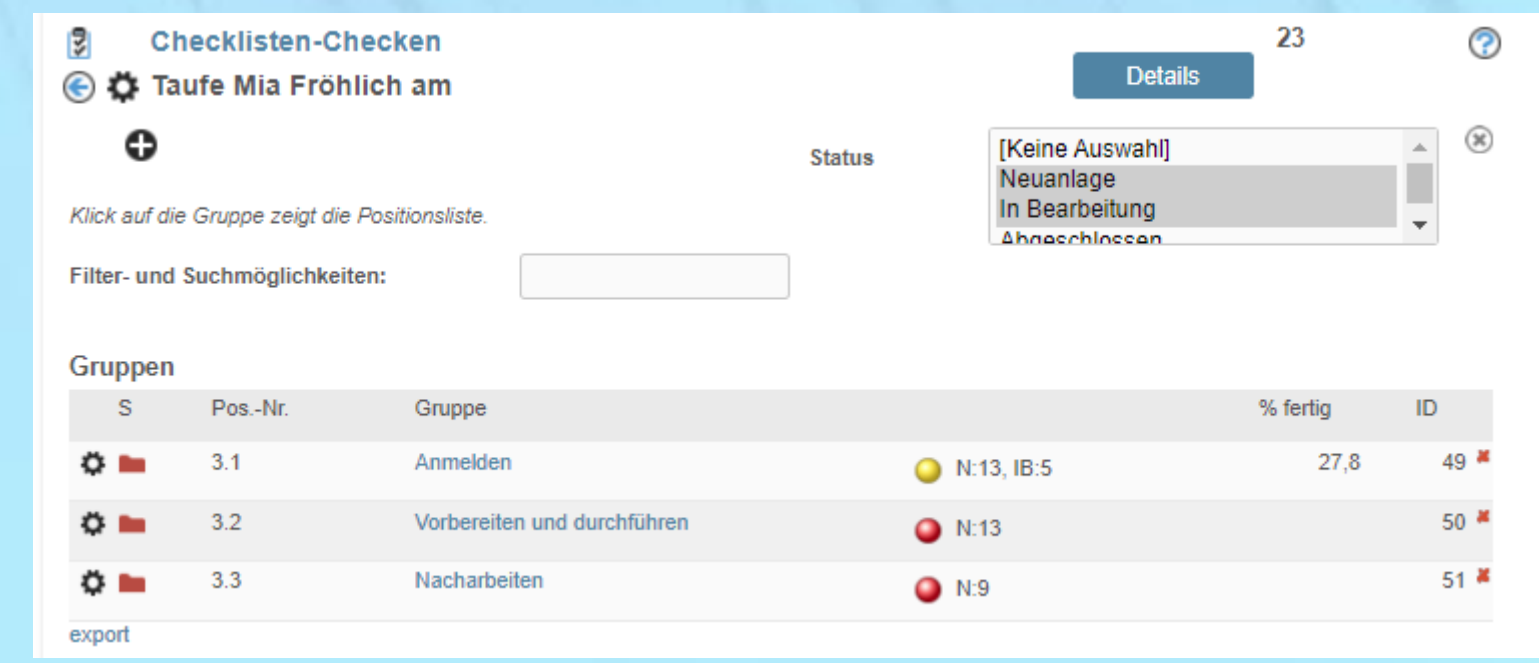 Checklisten-Checken
23
Taufe Mia Fröhlich am
Details
Status
[Keine Auswahl]
Neuanlage
In Bearbeitung
Abgeschlossen
Klick auf die Gruppe zeigt die Positionsliste.
Filter- und Suchmöglichkeiten:
Gruppen
S Pos.-Nr. Gruppe % fertig ID
3.1 Anmelden N:13, IB:5 27,8 49
3.2 Vorbereiten und durchführen N:13 50
3.3 Nacharbeiten N:9 51
export